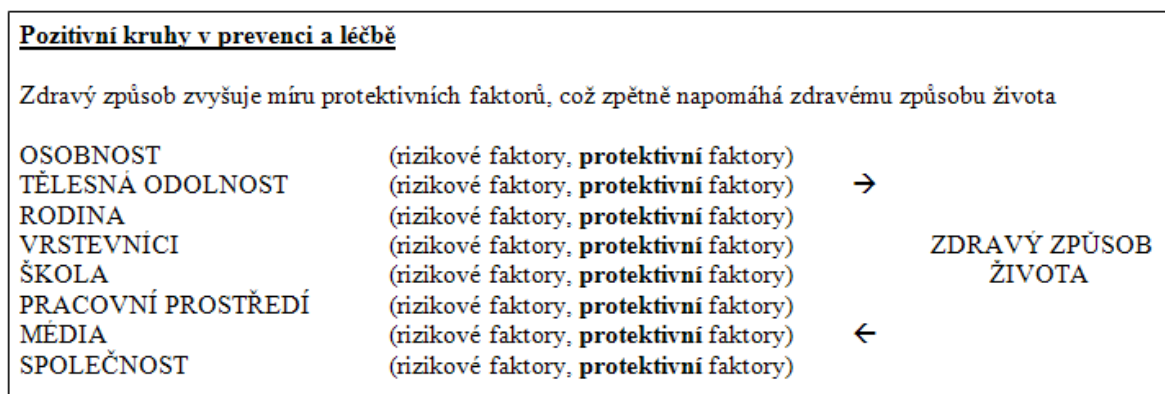 Pozitivní kruhy v prevenci a léčbě
Zdravý způsob zvyšuje míru protektivních faktorů, což zpětně napomáhá zdravému způsobu života
OSOBNOST (rizikové faktory, protektivní faktory)
TĚLESNÁ ODOLNOST (rizikové faktory, protektivní faktory) →
RODINA (rizikové faktory, protektivní faktory)
VRSTEVNÍCI (rizikové faktory, protektivní faktory) ZDRAVÝ ZPŮSOB
ŠKOLA (rizikové faktory, protektivní faktory) ŽIVOTA
PRACOVNÍ PROSTŘEDÍ (rizikové faktory, protektivní faktory)
MÉDIA (rizikové faktory, protektivní faktory) ←
SPOLEČNOST (rizikové faktory, protektivní faktory)